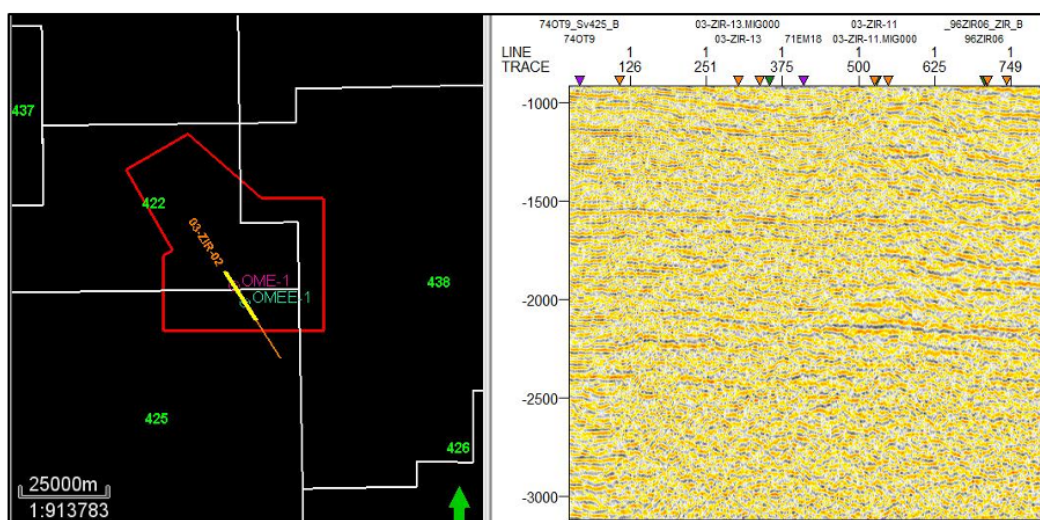 437
422
03-ZIR-02
OME-1
OMEE-1
438
425
426
25000m
1:913783
74OT9_Sv425_B 03-ZIR-13.MIG000 03-ZIR-11 _96ZIR06_ZIR_B
74OT9 03-ZIR-13 71EM18 03-ZIR-11.MIG000 96ZIR06
LINE 1 1 1 1 1 1
TRACE 126 251 375 500 625 749
-1000
-1500
-2000
-2500
-3000